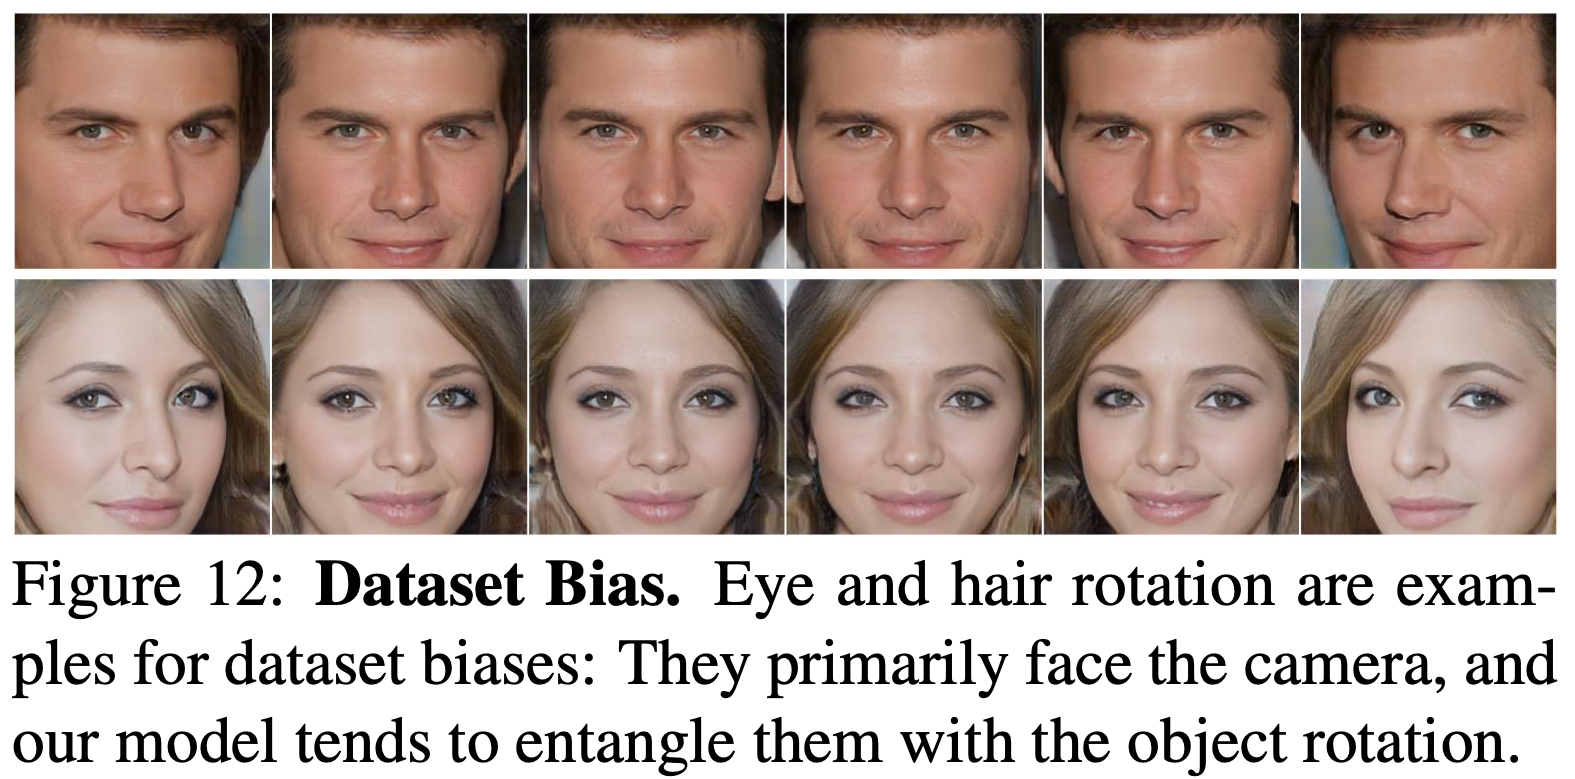 Figure 12: Dataset Bias. Eye and hair rotation are exam-
ples for dataset biases: They primarily face the camera, and
our model tends to entangle them with the object rotation.